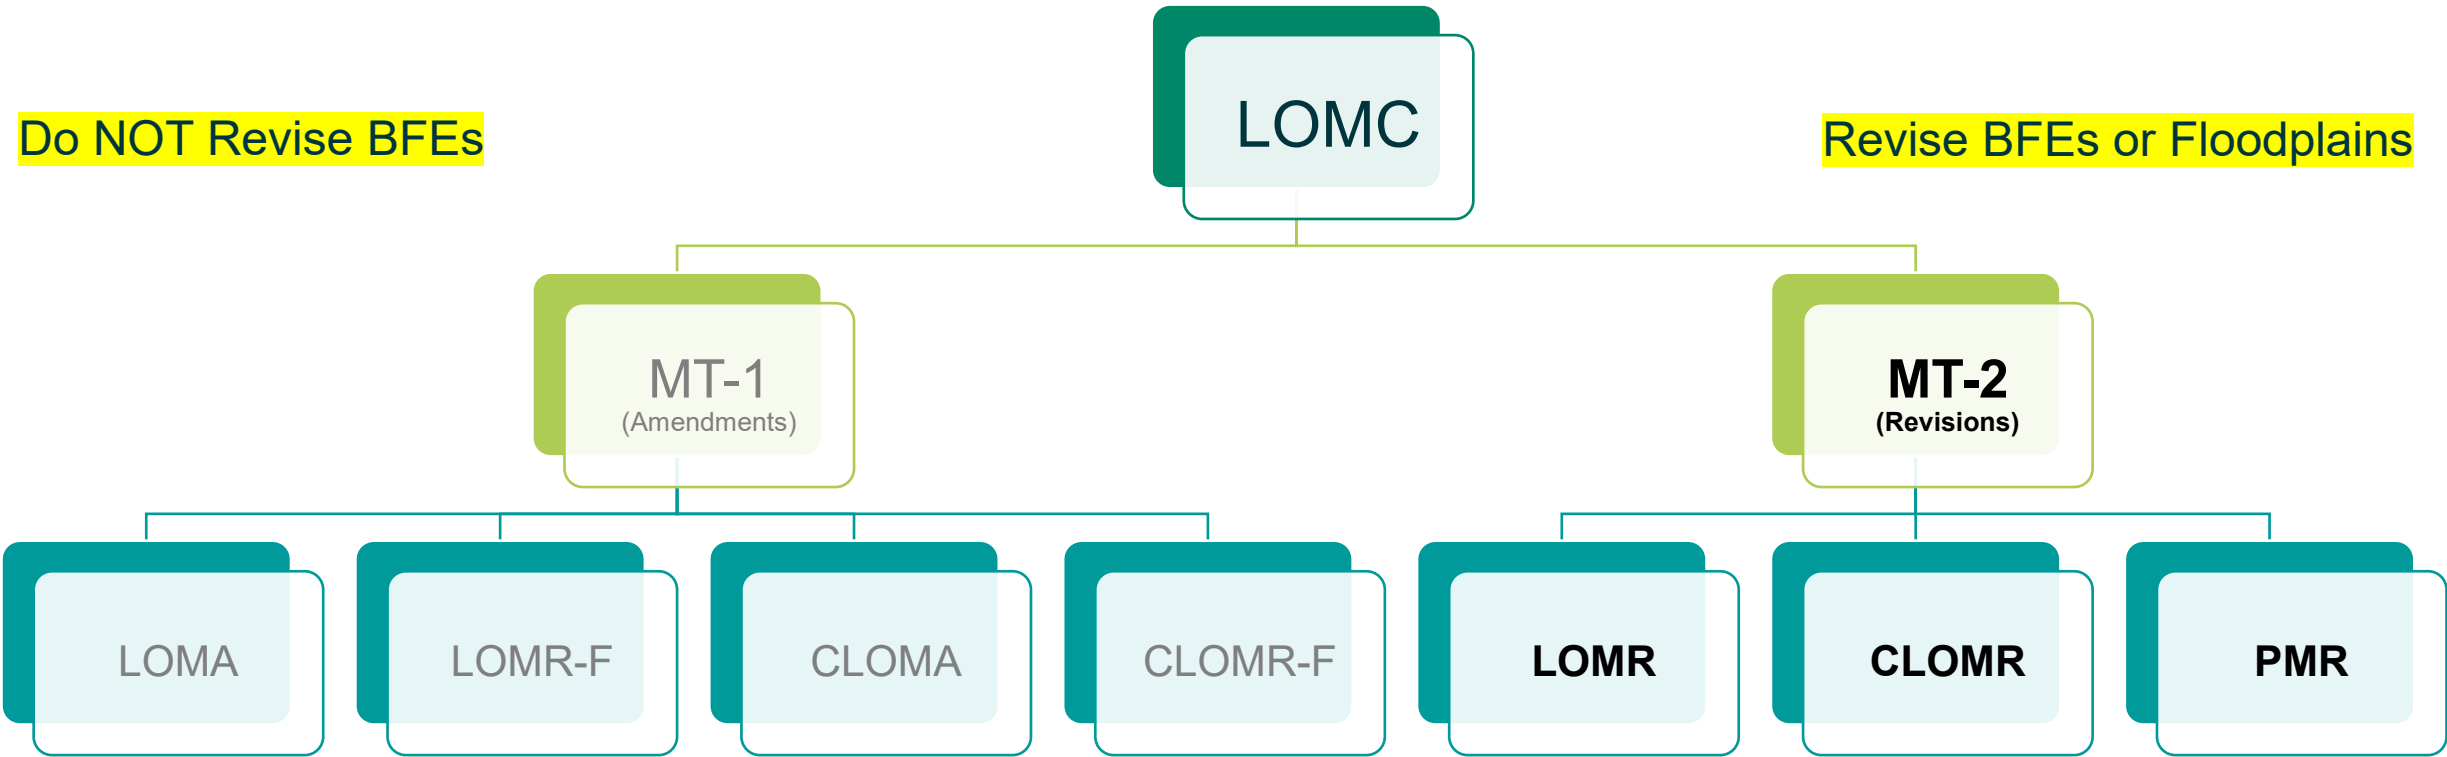 LOMC
Do NOT Revise BFEs
Revise BFEs or Floodplains
MT-1
(Amendments)
MT-2
(Revisions)
LOMA
LOMR-F
CLOMA
CLOMR-F
LOMR
CLOMR
PMR